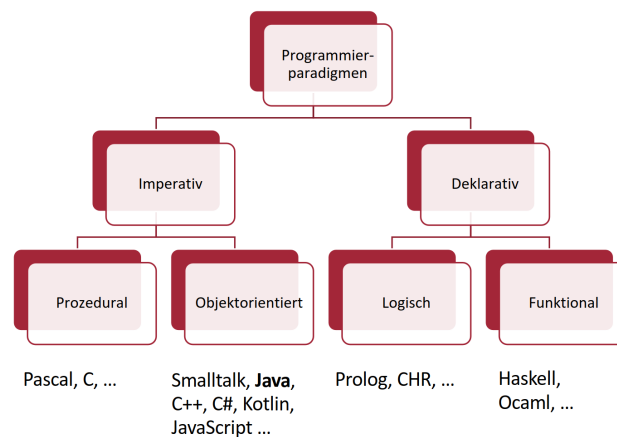 Programmier-
paradigmen
Imperativ
Deklarativ
Prozedural
Objektorientiert
Logisch
Funktional
Pascal, C, ...
Smalltalk, Java,
C++, C#, Kotlin,
JavaScript ...
Prolog, CHR, ...
Haskell,
Ocaml, ...